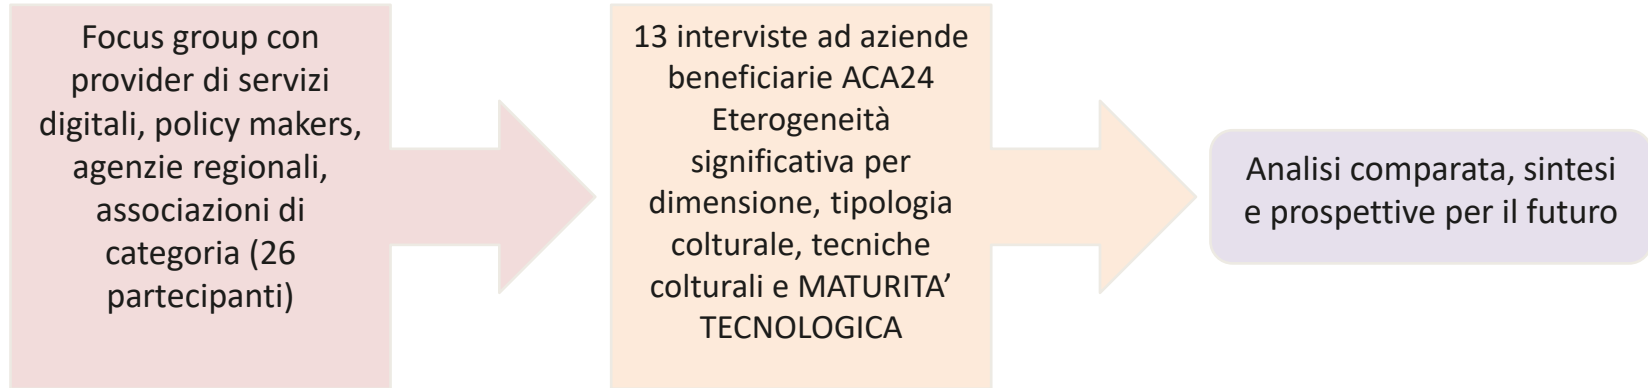 Focus group con
provider di servizi
digitali, policy makers,
agenzie regionali,
associazioni di
categoria (26
partecipanti)
13 interviste ad aziende
beneficiarie ACA24
Eterogeneità
significativa per
dimensione, tipologia
colturale, tecniche
colturali e MATURITA’
TECNOLOGICA
Analisi comparata, sintesi
e prospettive per il futuro